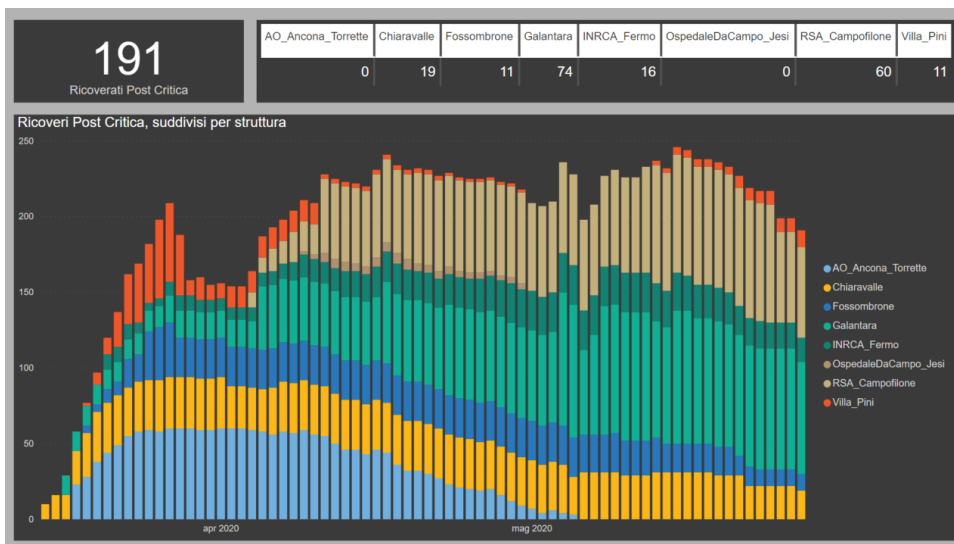 191
Ricoverati Post Critica
AO_Ancona_Torrette Chiaravalle Fossombrone Galantara INRCA_Fermo OspedaleDaCampo_Jesi RSA_Campofilone Villa_Pini
0 19 11 74 16 0 60 11
Ricoveri Post Critica, suddivisi per struttura
250
200
150
100
50
0
apr 2020 mag 2020
AO_Ancona_Torrette
Chiaravalle
Fossombrone
Galantara
INRCA_Fermo
OspedaleDaCampo_Jesi
RSA_Campofilone
Villa_Pini